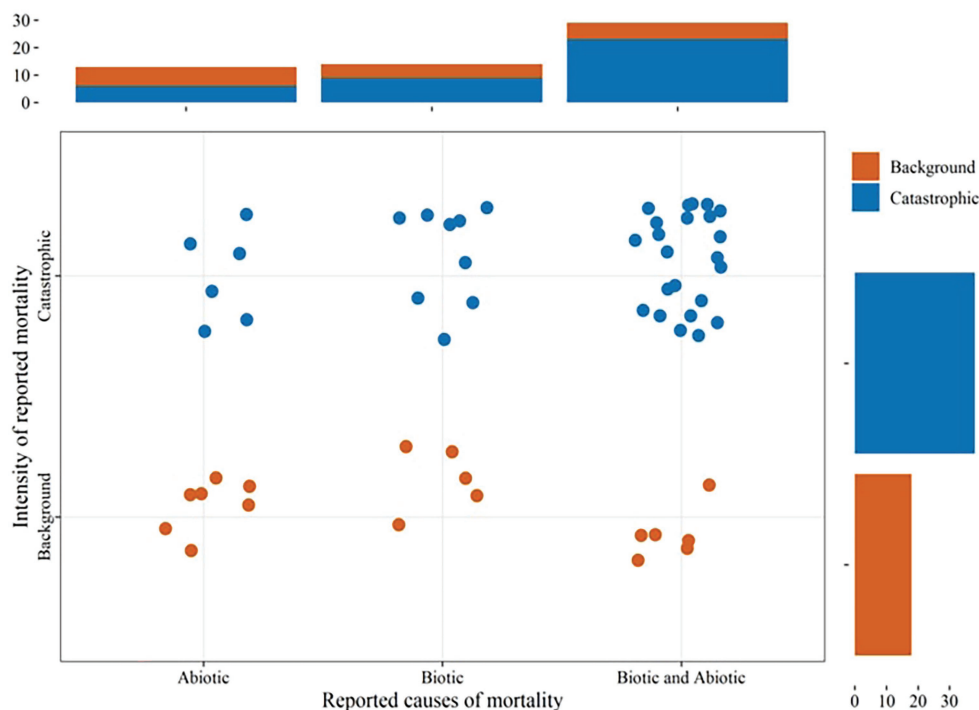 30
20
10
0
Background
Catastrophic
Intensity of reported mortality
Catastrophic
Background
Abiotic
Biotic
Biotic and Abiotic
Reported causes of mortality
0 10 20 30